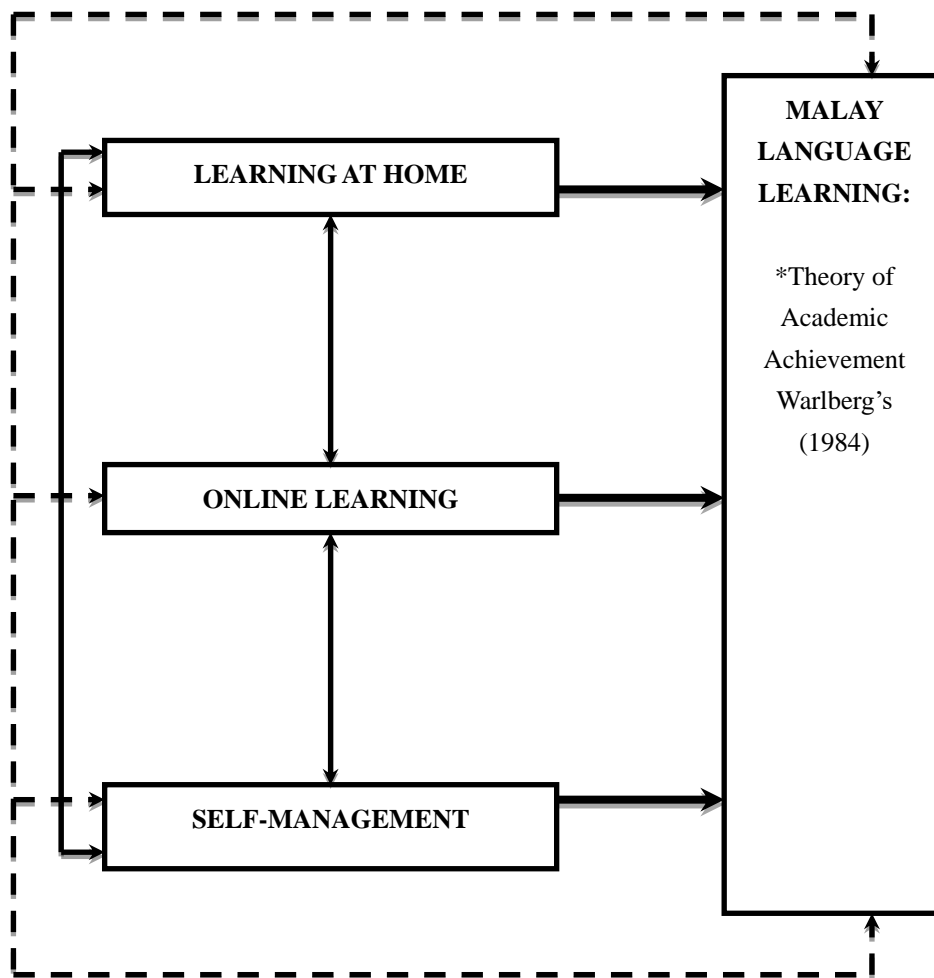 MALAY
LANGUAGE
LEARNING:
*Theory of
Academic
Achievement
Warlberg’s
(1984)
LEARNING AT HOME
ONLINE LEARNING
SELF-MANAGEMENT